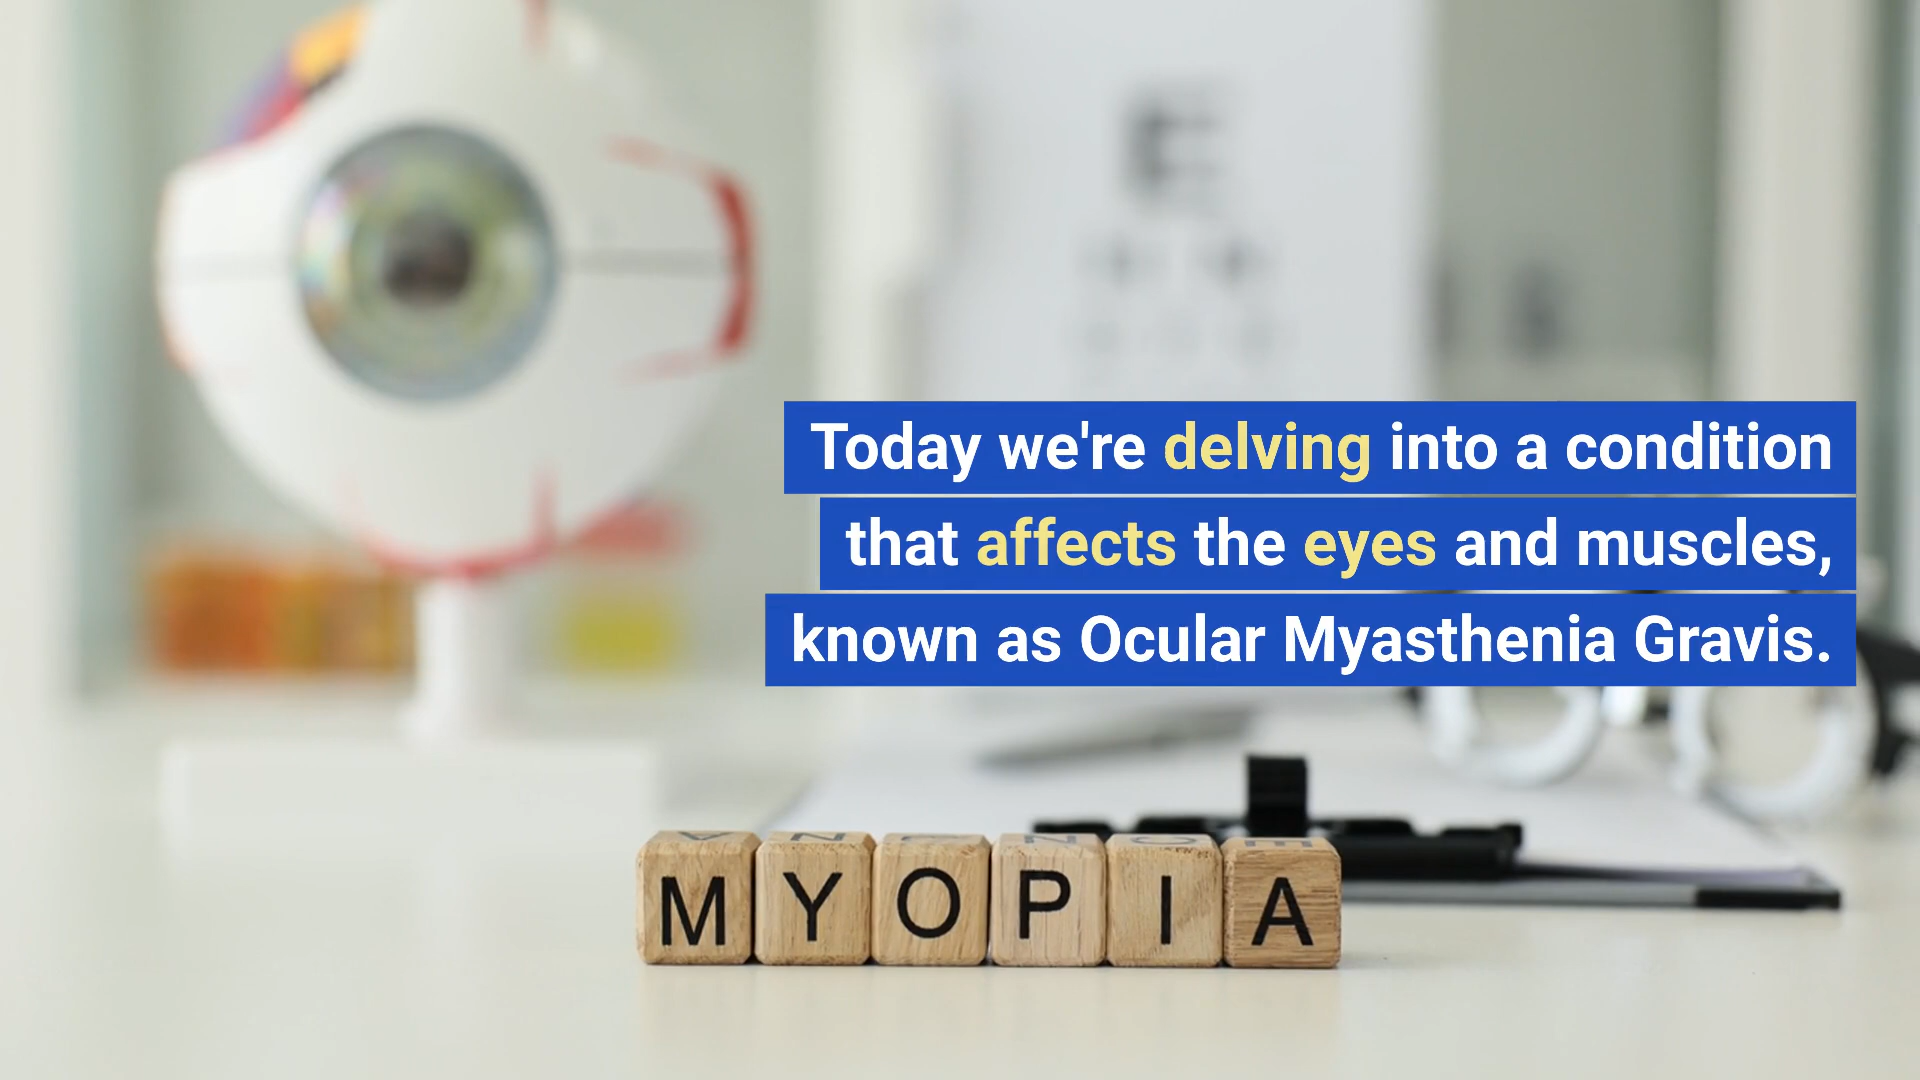 E
Today we're delving into a condition
that affects the eyes and muscles,
known as Ocular Myasthenia Gravis.
MYOPIA